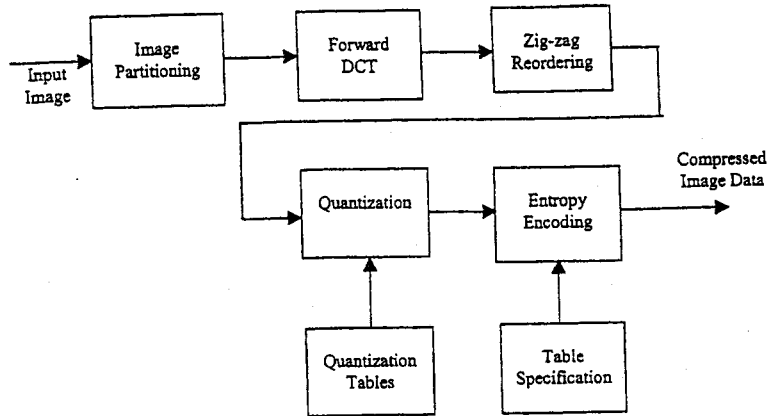 Input
Image
Image
Partitioning
Forward
DCT
Zig-zag
Reordering
Quantization
Entropy
Encoding
Compressed
Image Data
Quantization
Tables
Table
Specification